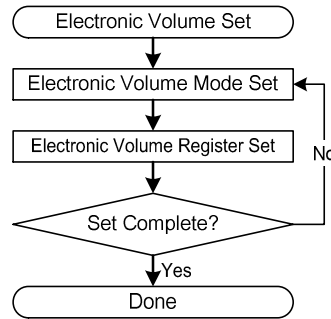 Electronic Volume Set
Electronic Volume Mode Set
Electronic Volume Register Set
No
Set Complete?
Yes
Done